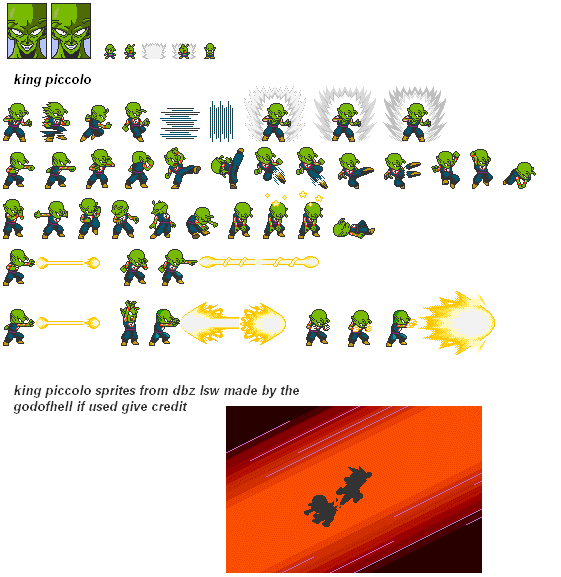 king piccolo
king piccolo sprites from dbz lsw made by the
godofhell if used give credit